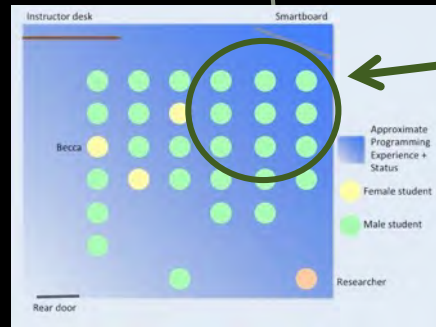 Instructor desk
Smartboard
Becca
Approximate
Programming
Experience +
Status
Female student
Male student
Researcher
Rear door